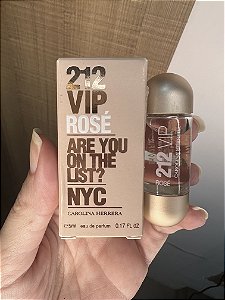 212
VIP
ROSÉ
ARE YOU
ON THE
LIST?
NYC
CAROLINA HERRERA
℮5ml eau de parfum 0.17 fl Oz
212 VIP
ROSÉ